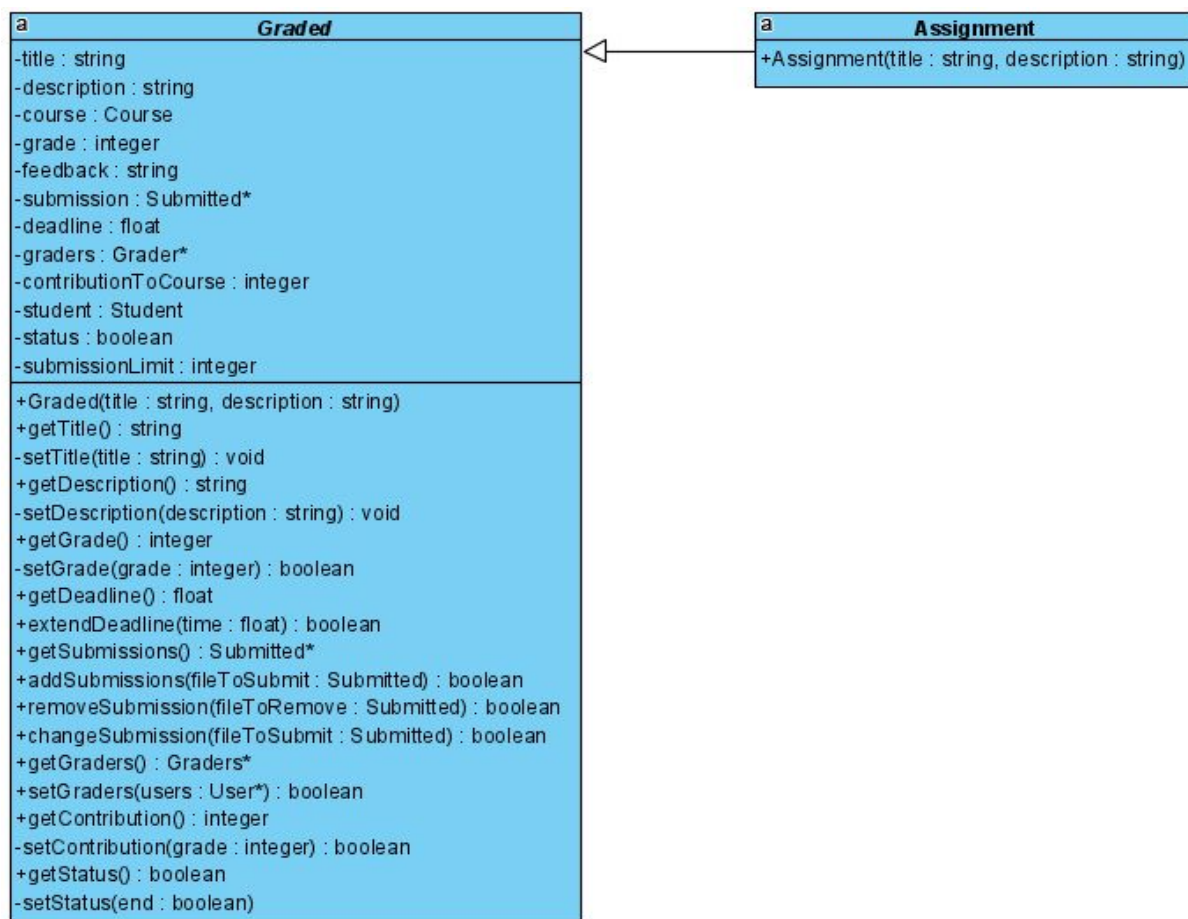 a
Graded
-title : string
-description : string
-course : Course
-grade : integer
-feedback : string
-submission : Submitted*
-deadline : float
-graders : Grader*
-contributionToCourse : integer
-student : Student
-status : boolean
-submissionLimit : integer
+Graded(title : string, description : string)
+getTitle() : string
-setTitle(title : string) : void
+getDescription() : string
-setDescription(description : string) : void
+getGrade() : integer
-setGrade(grade : integer) : boolean
+getDeadline() : float
+extendDeadline(time : float) : boolean
+getSubmissions() : Submitted*
+addSubmissions(fileToSubmit : Submitted) : boolean
+removeSubmission(fileToRemove : Submitted) : boolean
+changeSubmission(fileToSubmit : Submitted) : boolean
+getGraders() : Graders*
+setGraders(users : User*) : boolean
+getContribution() : integer
-setContribution(grade : integer) : boolean
+getStatus() : boolean
-setStatus(end : boolean)
a
Assignment
+Assignment(title : string, description : string)